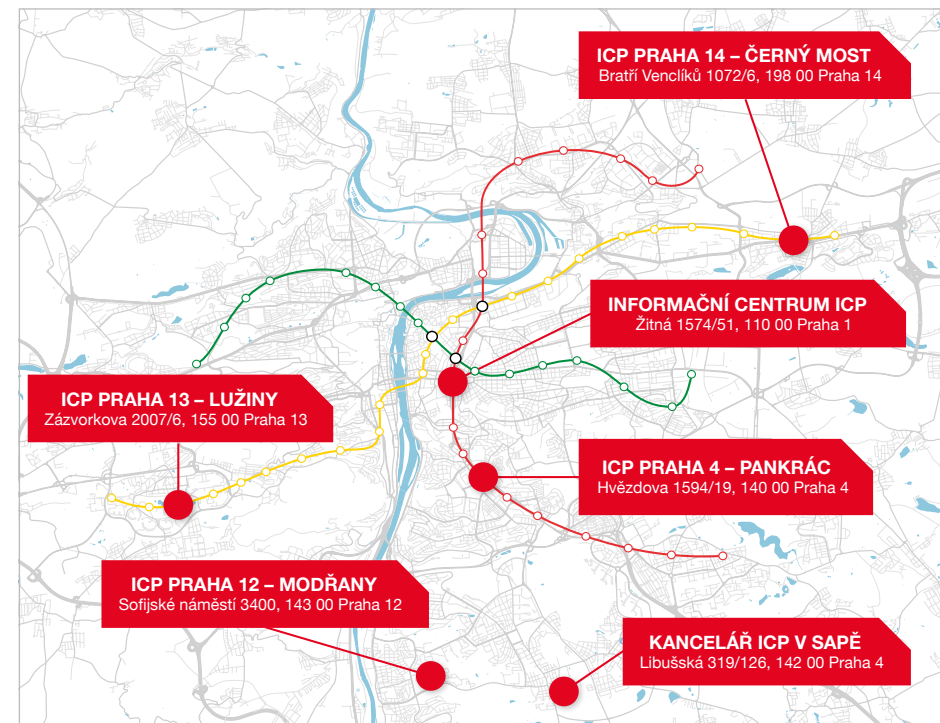 ICP PRAHA 14 – ČERNÝ MOST
Bratří Venclíků 1072/6, 198 00 Praha 14
INFORMAČNÍ CENTRUM ICP
Žitná 1574/51, 110 00 Praha 1
ICP PRAHA 13 – LUŽINY
Zázvorkova 2007/6, 155 00 Praha 13
ICP PRAHA 4 – PANKRÁC
Hvězdova 1594/19, 140 00 Praha 4
ICP PRAHA 12 – MODŘANY
Sofijské náměstí 3400, 143 00 Praha 12
KANCELÁŘ ICP V SAPĚ
Libušská 319/126, 142 00 Praha 4